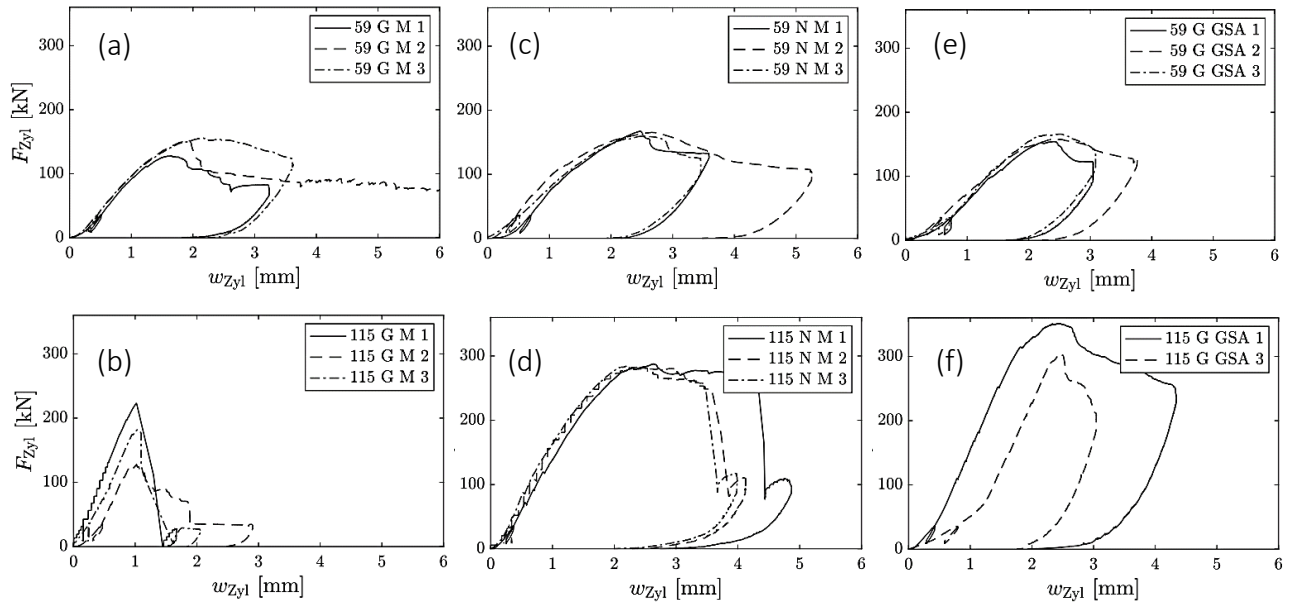 (a)
59 G M 1
59 G M 2
59 G M 3
300
200
100
0
F_Zyl [kN]
0 1 2 3 4 5 6
w_Zyl [mm]
(c)
59 N M 1
59 N M 2
59 N M 3
300
200
100
0
0 1 2 3 4 5 6
w_Zyl [mm]
(e)
59 G GSA 1
59 G GSA 2
59 G GSA 3
300
200
100
0
0 1 2 3 4 5 6
w_Zyl [mm]
(b)
115 G M 1
115 G M 2
115 G M 3
300
200
100
0
F_Zyl [kN]
0 1 2 3 4 5 6
w_Zyl [mm]
(d)
115 N M 1
115 N M 2
115 N M 3
300
200
100
0
0 1 2 3 4 5 6
w_Zyl [mm]
(f)
115 G GSA 1
115 G GSA 3
300
200
100
0
0 1 2 3 4 5 6
w_Zyl [mm]